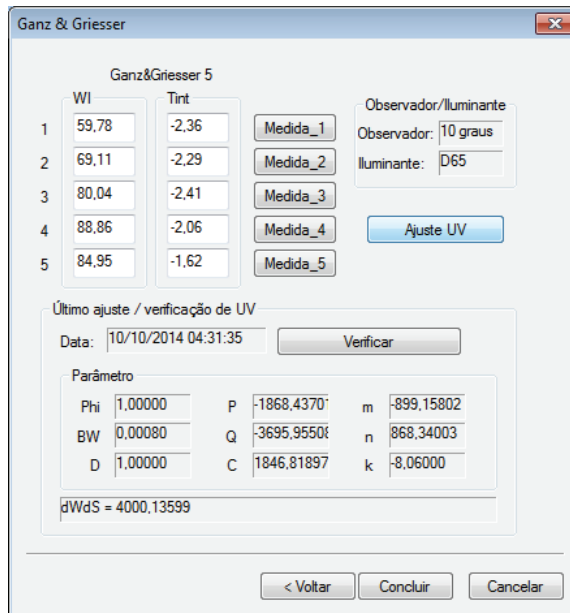 Ganz & Griesser
Ganz&Griesser 5
WI Tint
1 59,78 -2,36 Medida_1
2 69,11 -2,29 Medida_2
3 80,04 -2,41 Medida_3
4 88,86 -2,06 Medida_4
5 84,95 -1,62 Medida_5
Observador/Iluminante
Observador: 10 graus
Iluminante: D65
Ajuste UV
Último ajuste / verificação de UV
Data: 10/10/2014 04:31:35 Verificar
Parâmetro
Phi 1,00000 P -1868,4370 m -899,15802
BW 0,00080 Q -3695,9550 n 868,34003
D 1,00000 C 1846,81897 k -8,06000
dWdS = 4000,13599
< Voltar Concluir Cancelar